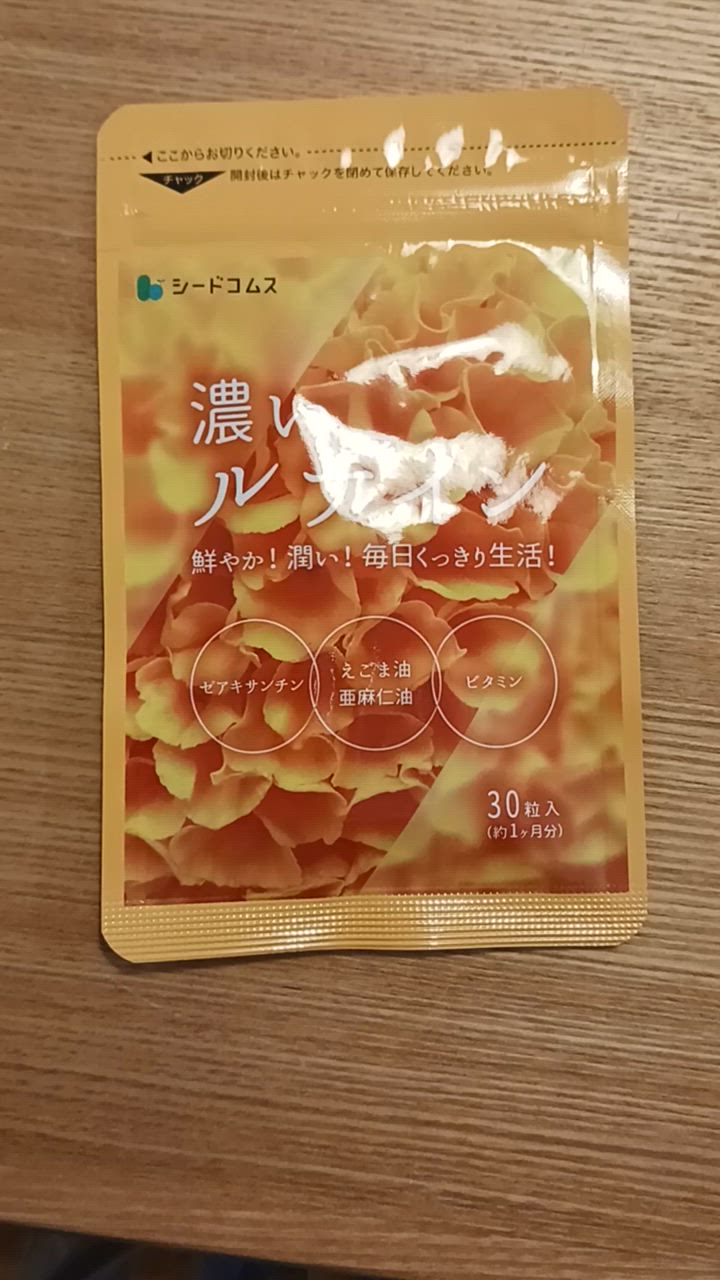 ここからお切りください。
チャック
開封後はチャックを閉めて保存してください。
シードコムス
濃い
ルテイン
鮮やか!潤い!毎日くっきり生活!
ゼアキサンチン
えごま油
亜麻仁油
ビタミン
30粒入
(約1ヶ月分)